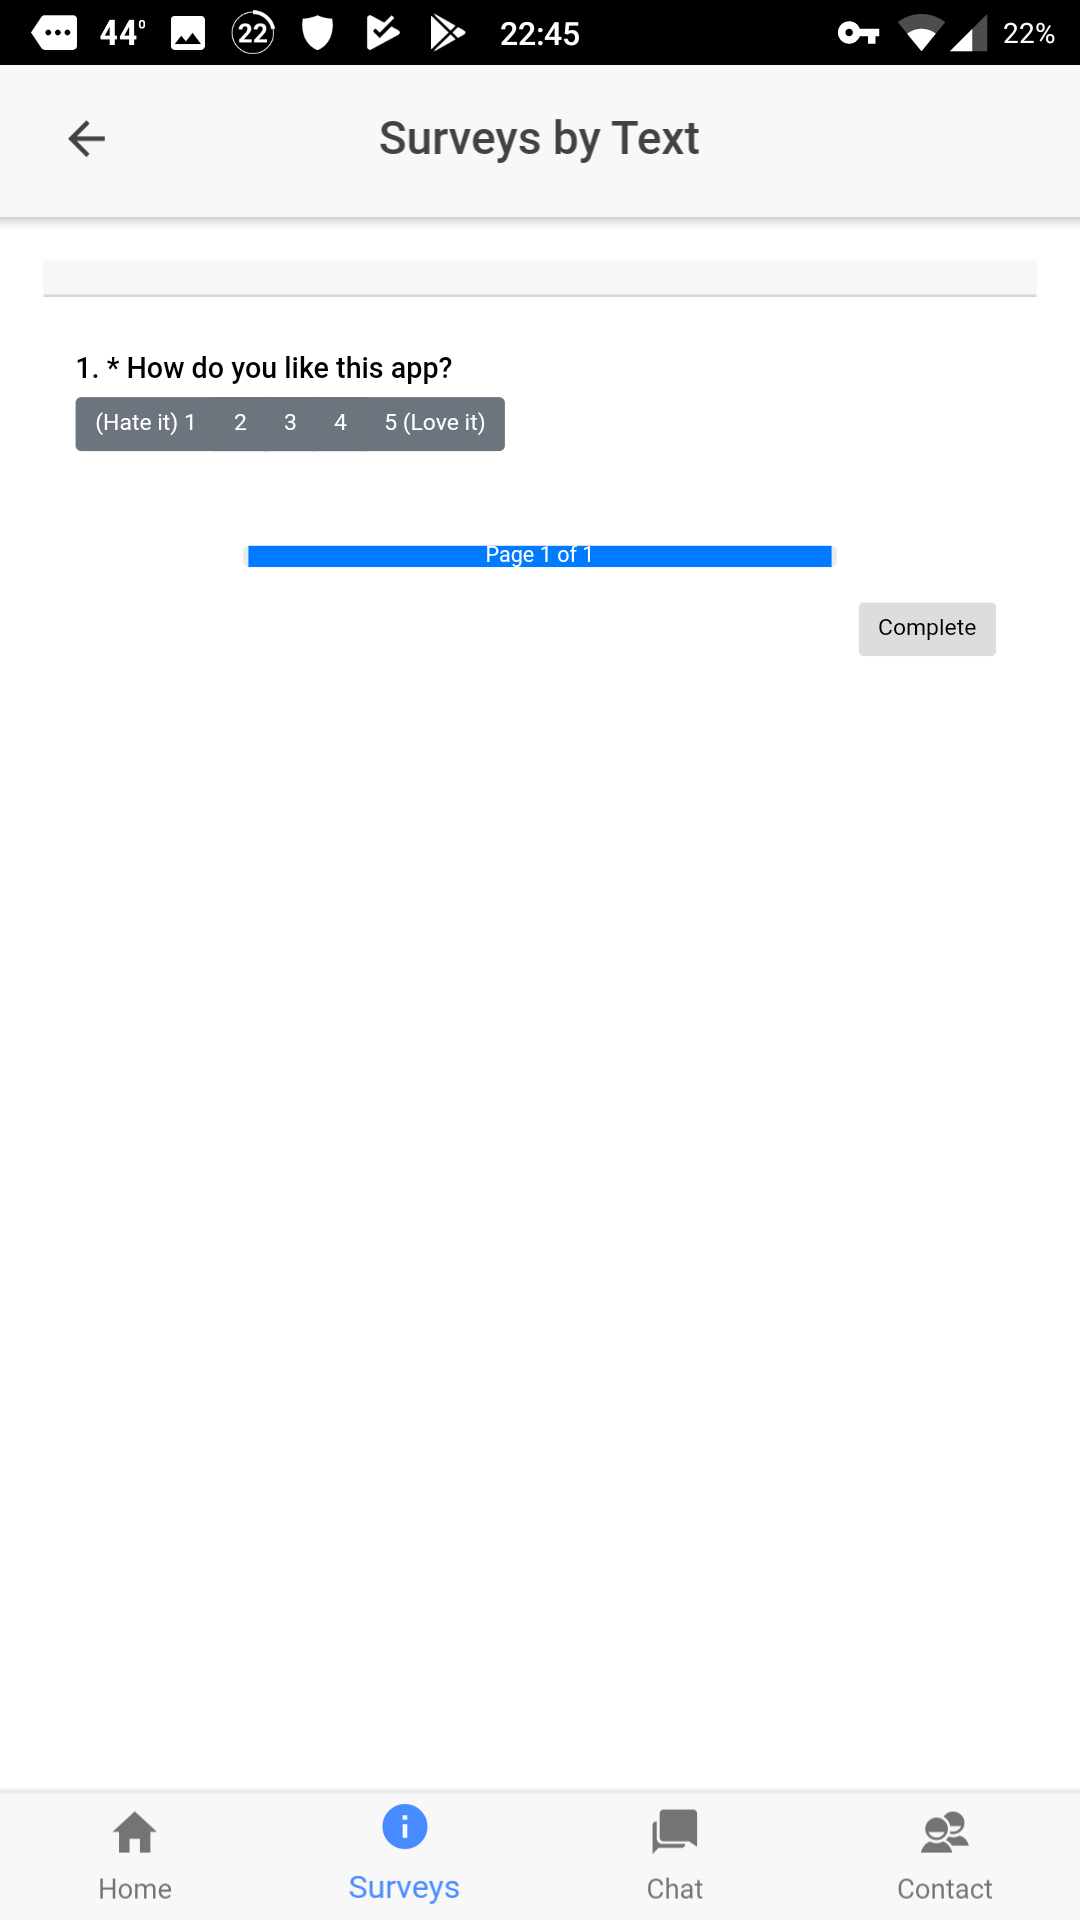 44° 22 22:45 22%
Surveys by Text
1. * How do you like this app?
(Hate it) 1 2 3 4 5 (Love it)
Page 1 of 1
Complete
Home Surveys Chat Contact